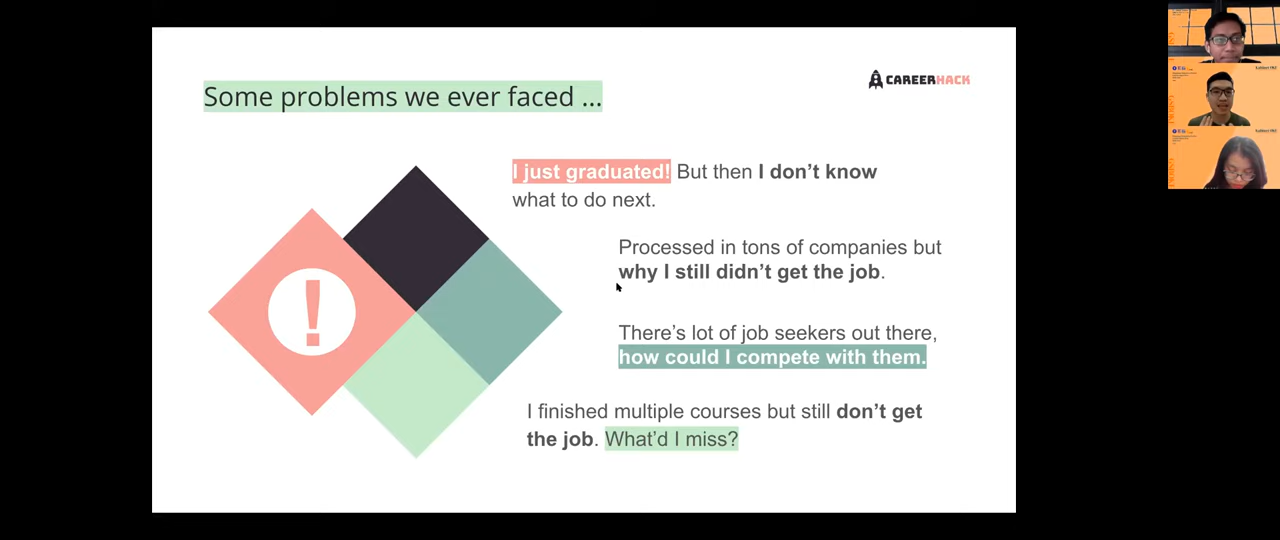 Some problems we ever faced ...
CAREERHACK
I just graduated! But then I don't know
what to do next.
Processed in tons of companies but
why I still didn't get the job.
There's lot of job seekers out there,
how could I compete with them.
I finished multiple courses but still don't get
the job. What'd I miss?